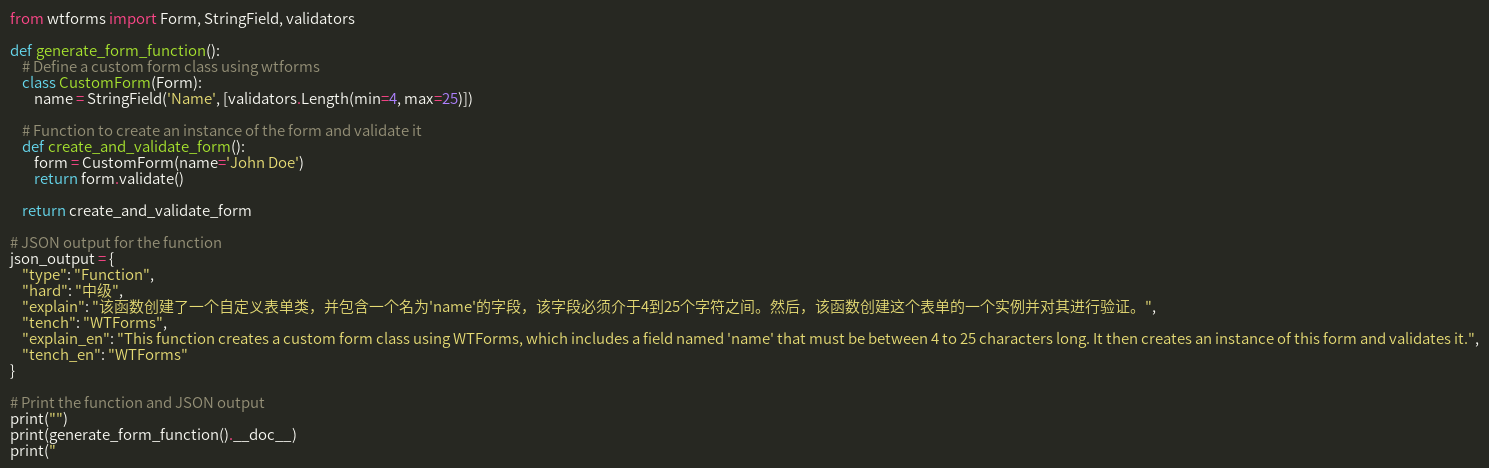 from wtforms import Form, StringField, validators

def generate_form_function():
    # Define a custom form class using wtforms
    class CustomForm(Form):
        name = StringField('Name', [validators.Length(min=4, max=25)])

    # Function to create an instance of the form and validate it
    def create_and_validate_form():
        form = CustomForm(name='John Doe')
        return form.validate()

    return create_and_validate_form

# JSON output for the function
json_output = {
    "type": "Function",
    "hard": "中级",
    "explain": "该函数创建了一个自定义表单类，并包含一个名为'name'的字段，该字段必须介于4到25个字符之间。然后，该函数创建这个表单的一个实例并对其进行验证。",
    "tench": "WTForms",
    "explain_en": "This function creates a custom form class using WTForms, which includes a field named 'name' that must be between 4 to 25 characters long. It then creates an instance of this form and validates it.",
    "tench_en": "WTForms"
}

# Print the function and JSON output
print("")
print(generate_form_function().__doc__)
print("